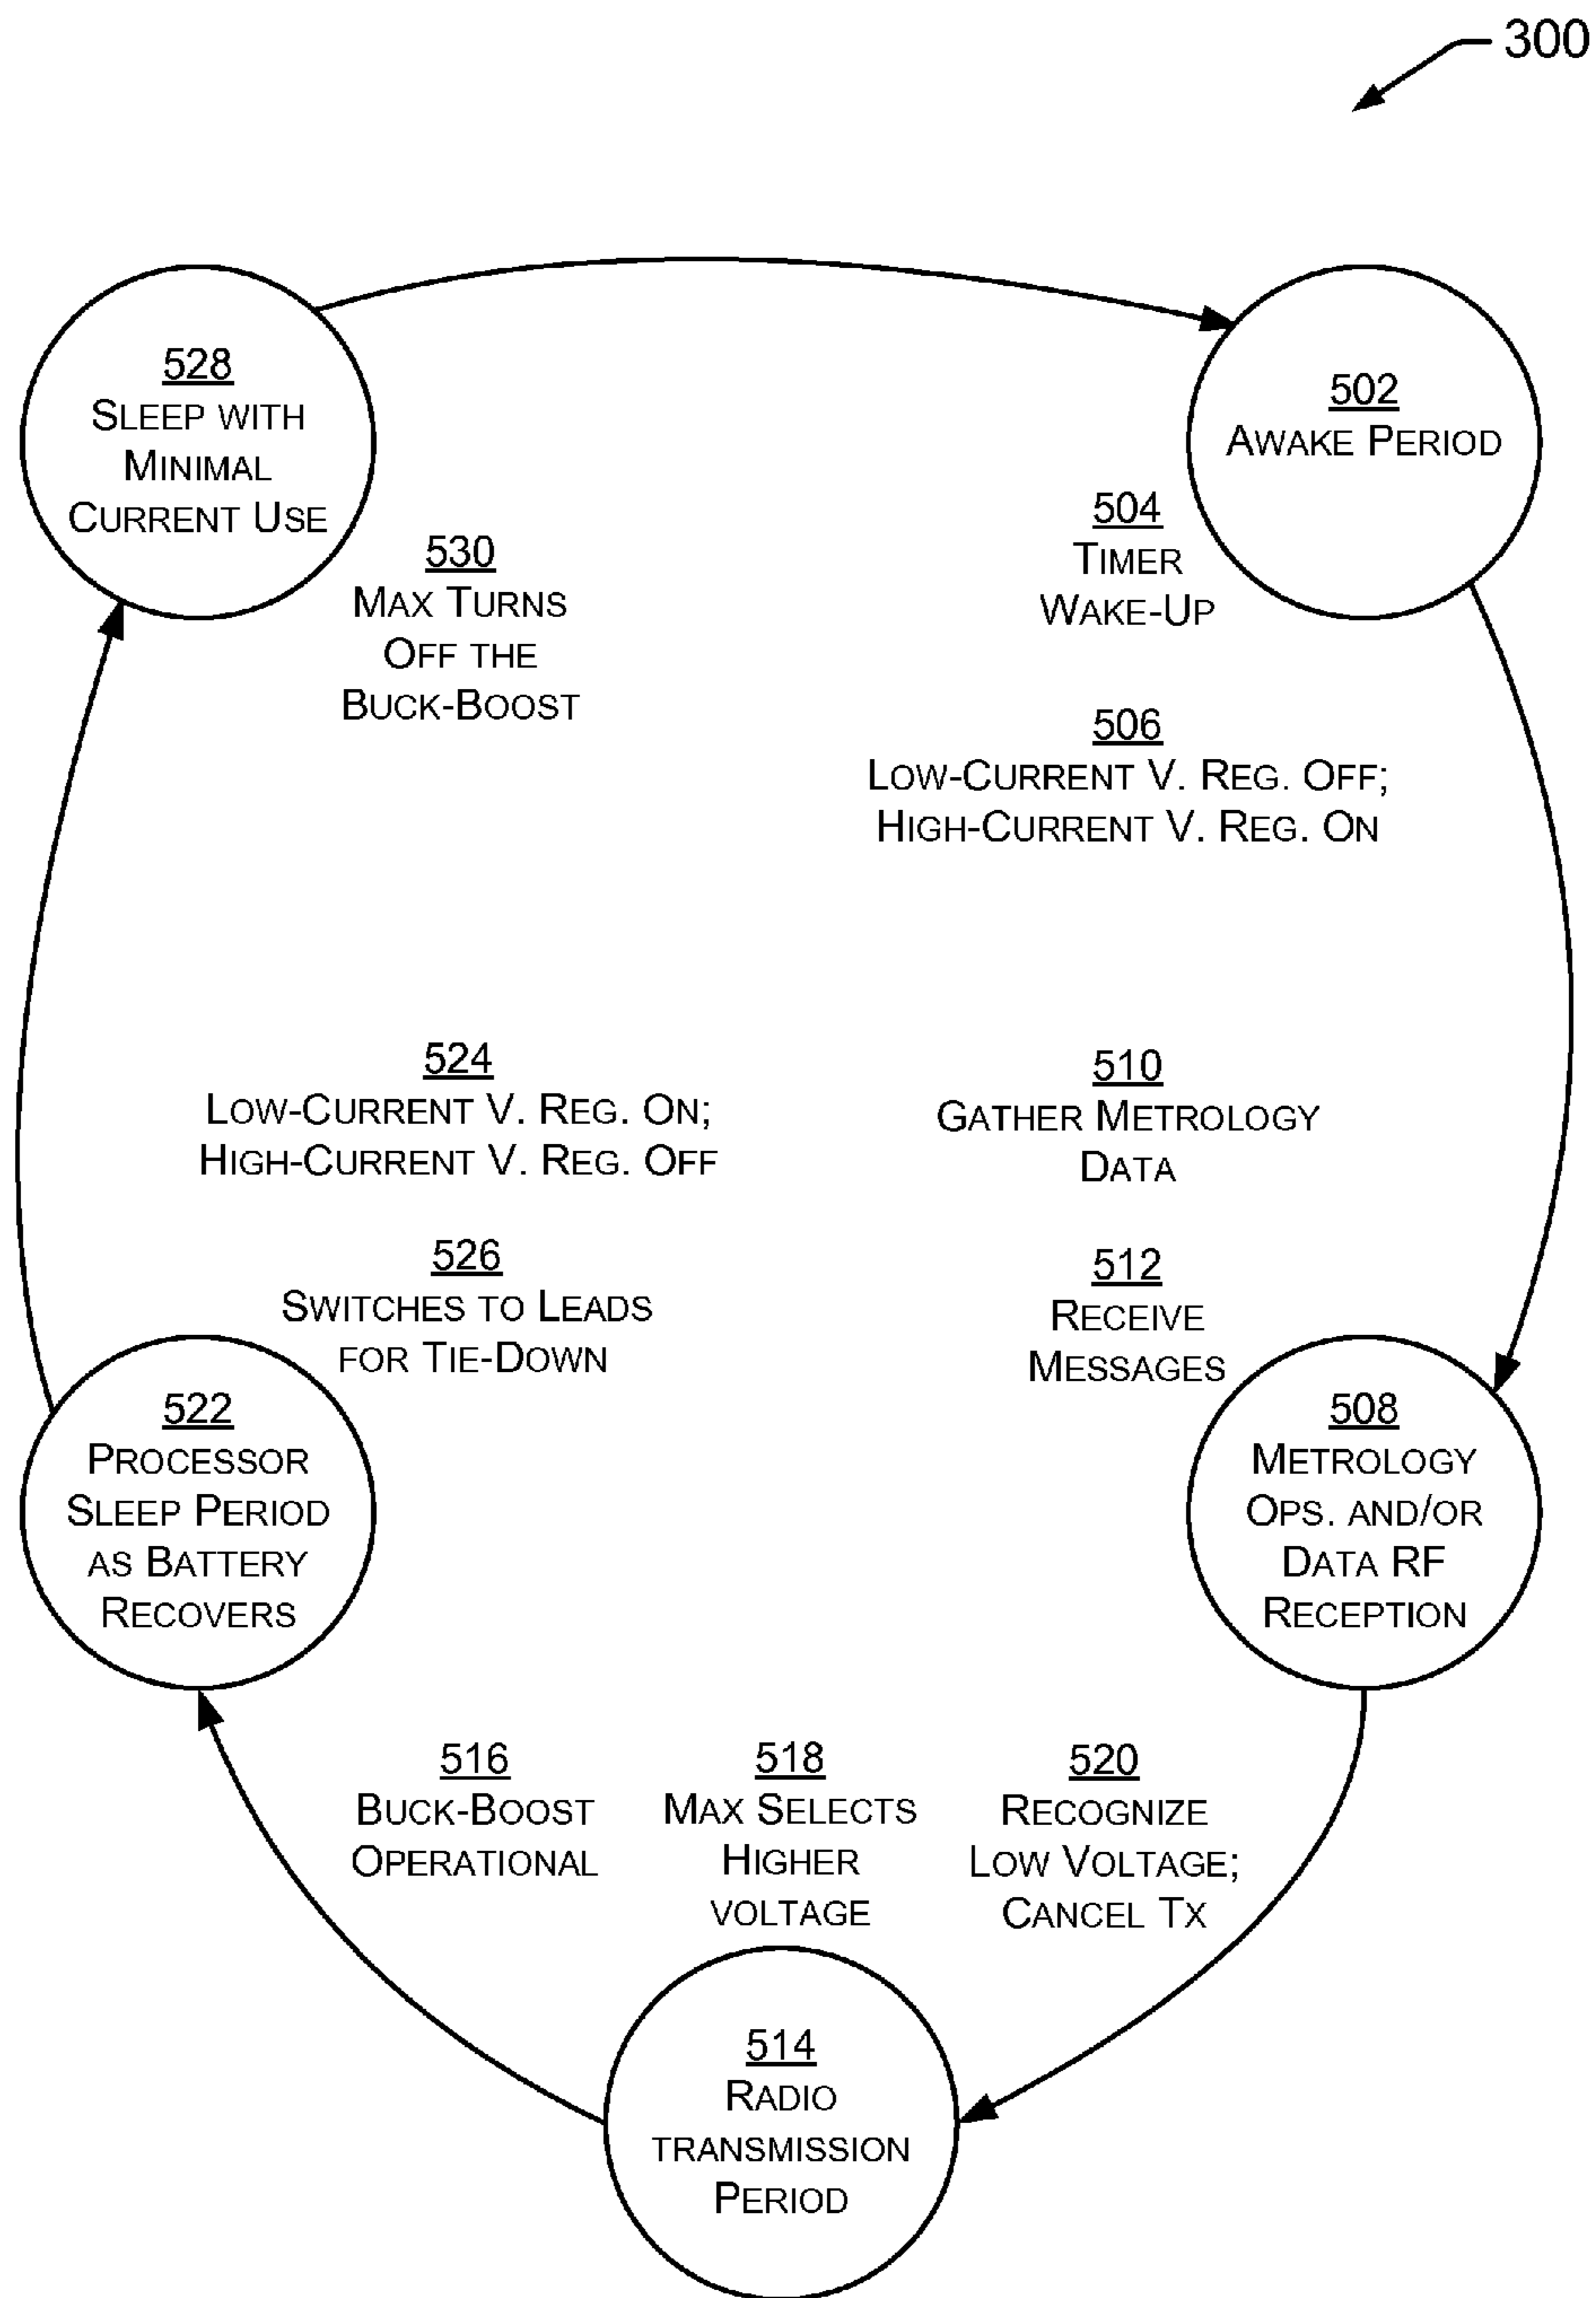 300
528
SLEEP WITH
MINIMAL
CURRENT USE
502
AWAKE PERIOD
504
TIMER
WAKE-UP
530
MAX TURNS
OFF THE
BUCK-BOOST
506
LOW-CURRENT V. REG. OFF;
HIGH-CURRENT V. REG. ON
524
LOW-CURRENT V. REG. ON;
HIGH-CURRENT V. REG. OFF
510
GATHER METROLOGY
DATA
526
SWITCHES TO LEADS
FOR TIE-DOWN
512
RECEIVE
MESSAGES
522
PROCESSOR
SLEEP PERIOD
AS BATTERY
RECOVERS
508
METROLOGY
OPS. AND/OR
DATA RF
RECEPTION
516
BUCK-BOOST
OPERATIONAL
518
MAX SELECTS
HIGHER
VOLTAGE
520
RECOGNIZE
LOW VOLTAGE;
CANCEL TX
514
RADIO
TRANSMISSION
PERIOD